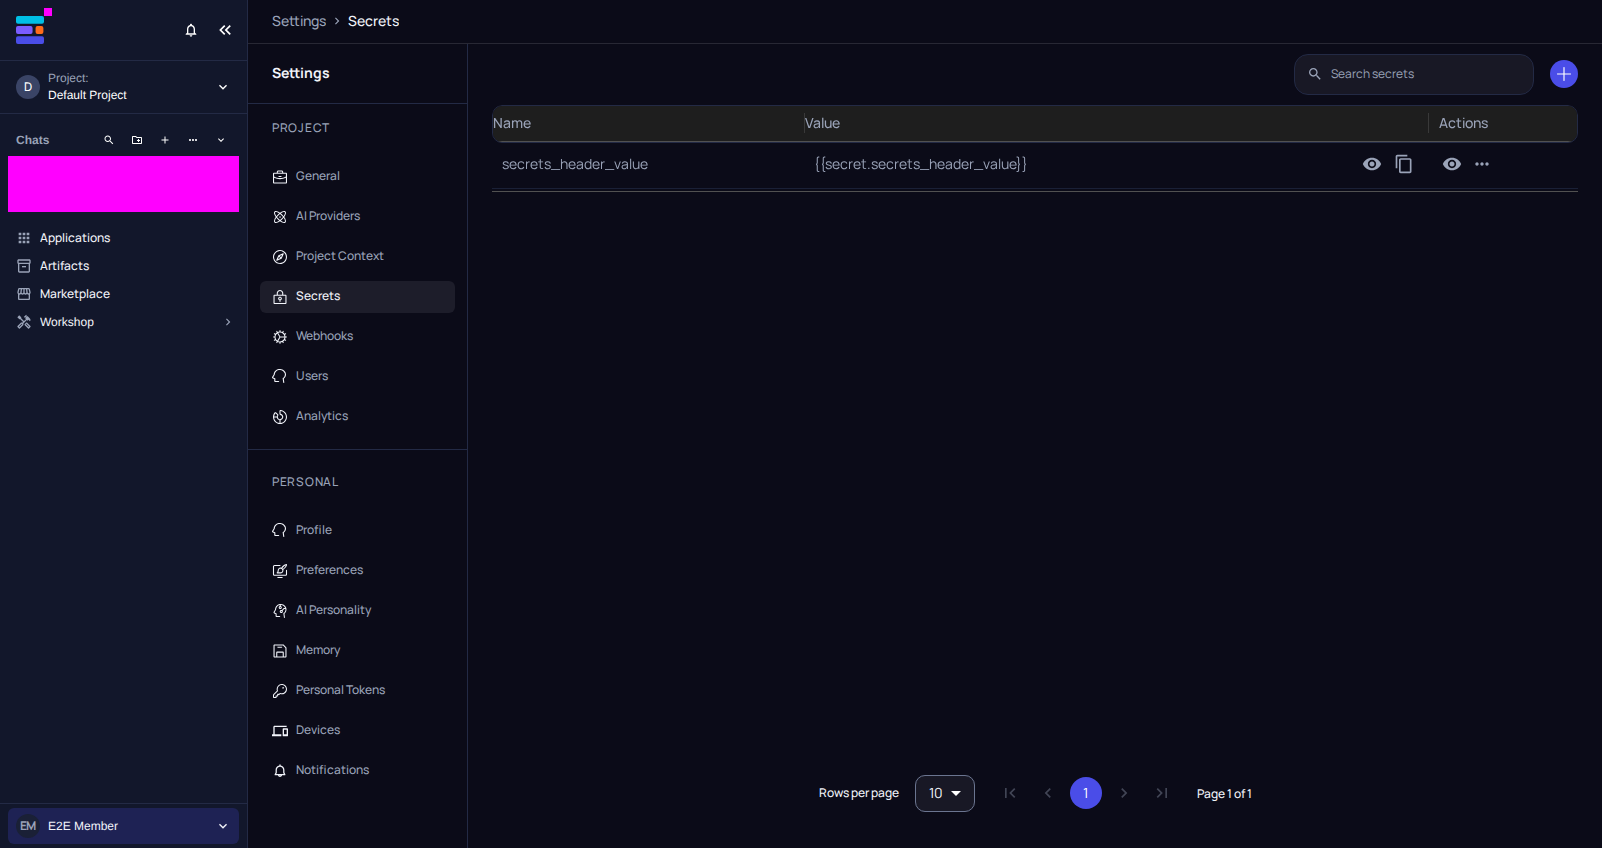 Settings > Secrets
D
Project:
Default Project
Chats
Applications
Artifacts
Marketplace
Workshop
EM
E2E Member
Settings
PROJECT
General
AI Providers
Project Context
Secrets
Webhooks
Users
Analytics
PERSONAL
Profile
Preferences
AI Personality
Memory
Personal Tokens
Devices
Notifications
Search secrets
Name Value Actions
secrets_header_value {{secret.secrets_header_value}}
Rows per page 10 1 Page 1 of 1